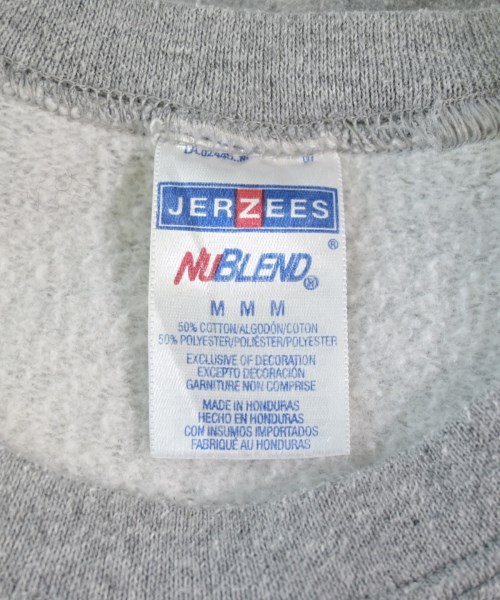 07
JERZEES
®
NUBLEND®
M M M
50% COTTON/ALGODÓN/COTON
50% POLYESTER/POLIÉSTER/POLYESTER
EXCLUSIVE OF DECORATION
EXCEPTO DECORACIÓN
GARNITURE NON COMPRISE
MADE IN HONDURAS
HECHO EN HONDURAS
CON INSUMOS IMPORTADOS
FABRIQUÉ AU HONDURAS